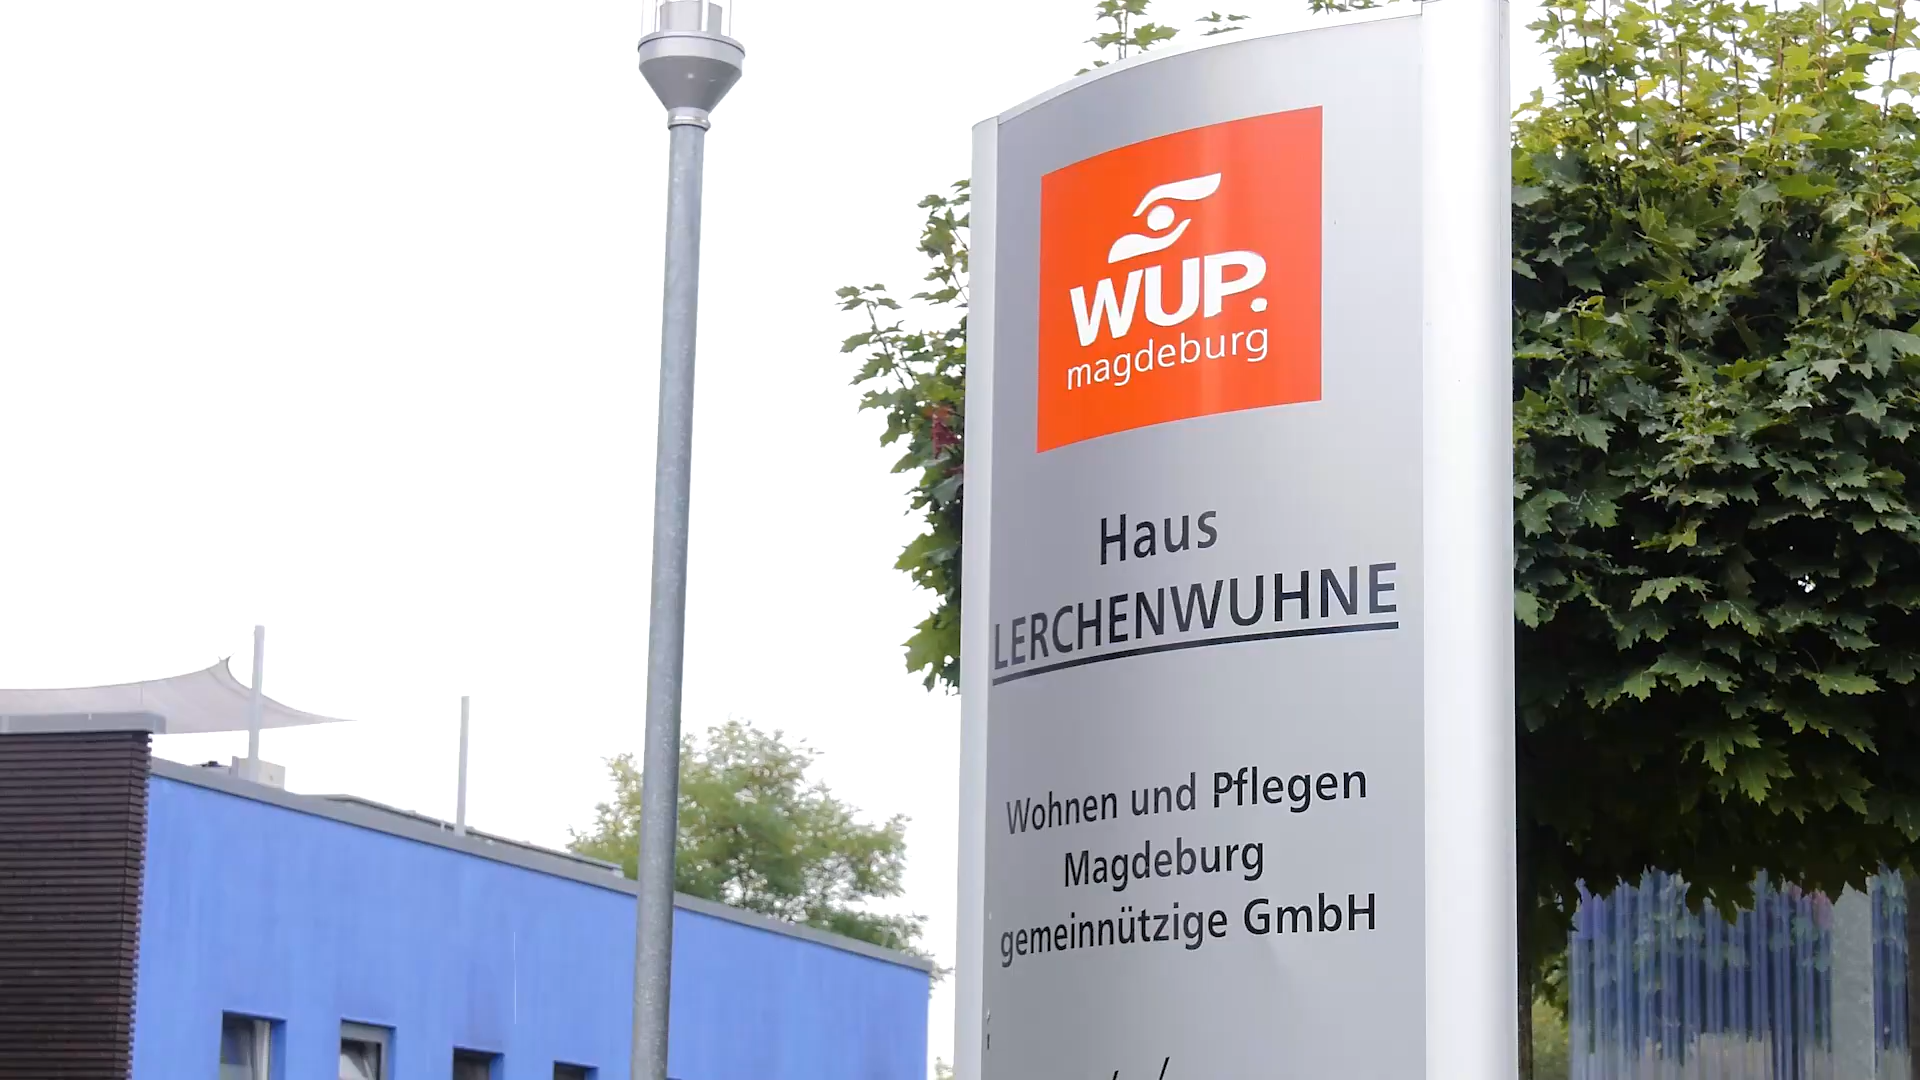 WUP.
magdeburg
Haus
LERCHENWUHNE
Wohnen und Pflegen
Magdeburg
gemeinnützige GmbH